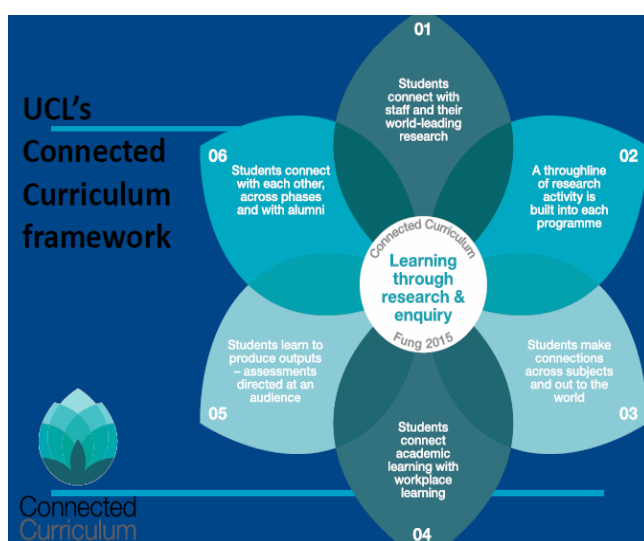 UCL's
Connected
Curriculum
framework
01
Students
connect with
staff and their
world-leading
research
02
A throughline
of research
activity is
built into each
programme
03
Students make
connections
across subjects
and out to the
world
04
Students
connect
academic
learning with
workplace
learning
05
Students learn to
produce outputs
– assessments
directed at an
audience
06
Students connect
with each other,
across phases
and with alumni
Connected Curriculum
Learning
through
research &
enquiry
Fung 2015
Connected
Curriculum